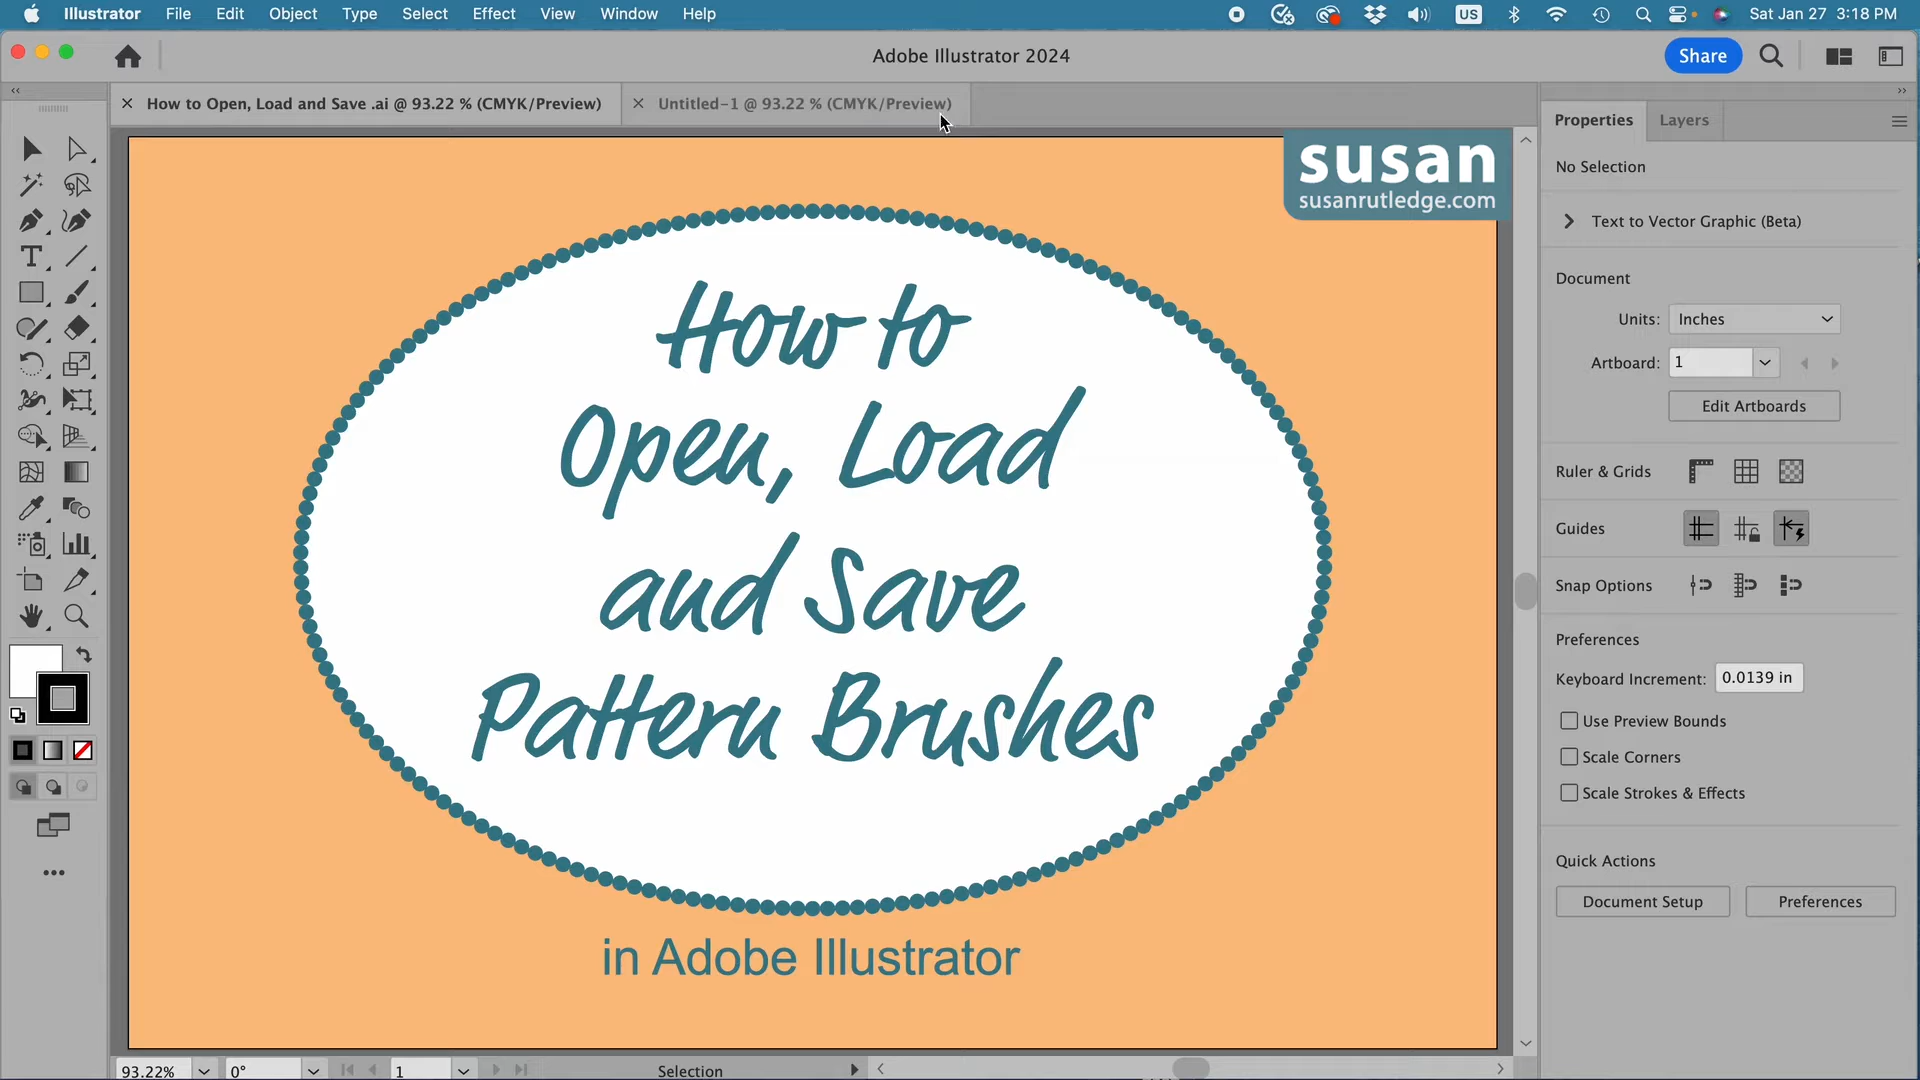 Illustrator File Edit Object Type Select Effect View Window Help US Sat Jan 27 3:18 PM
Adobe Illustrator 2024 Share
How to Open, Load and Save .ai @ 93.22 % (CMYK/Preview) Untitled-1 @ 93.22 % (CMYK/Preview)
Properties Layers
susan
susanrutledge.com
How to
Open, Load
and Save
Pattern Brushes
in Adobe Illustrator
No Selection
Text to Vector Graphic (Beta)
Document
Units: Inches
Artboard: 1
Edit Artboards
Ruler & Grids
Guides
Snap Options
Preferences
Keyboard Increment: 0.0139 in
Use Preview Bounds
Scale Corners
Scale Strokes & Effects
Quick Actions
Document Setup Preferences
93.22% 0° 1 Selection